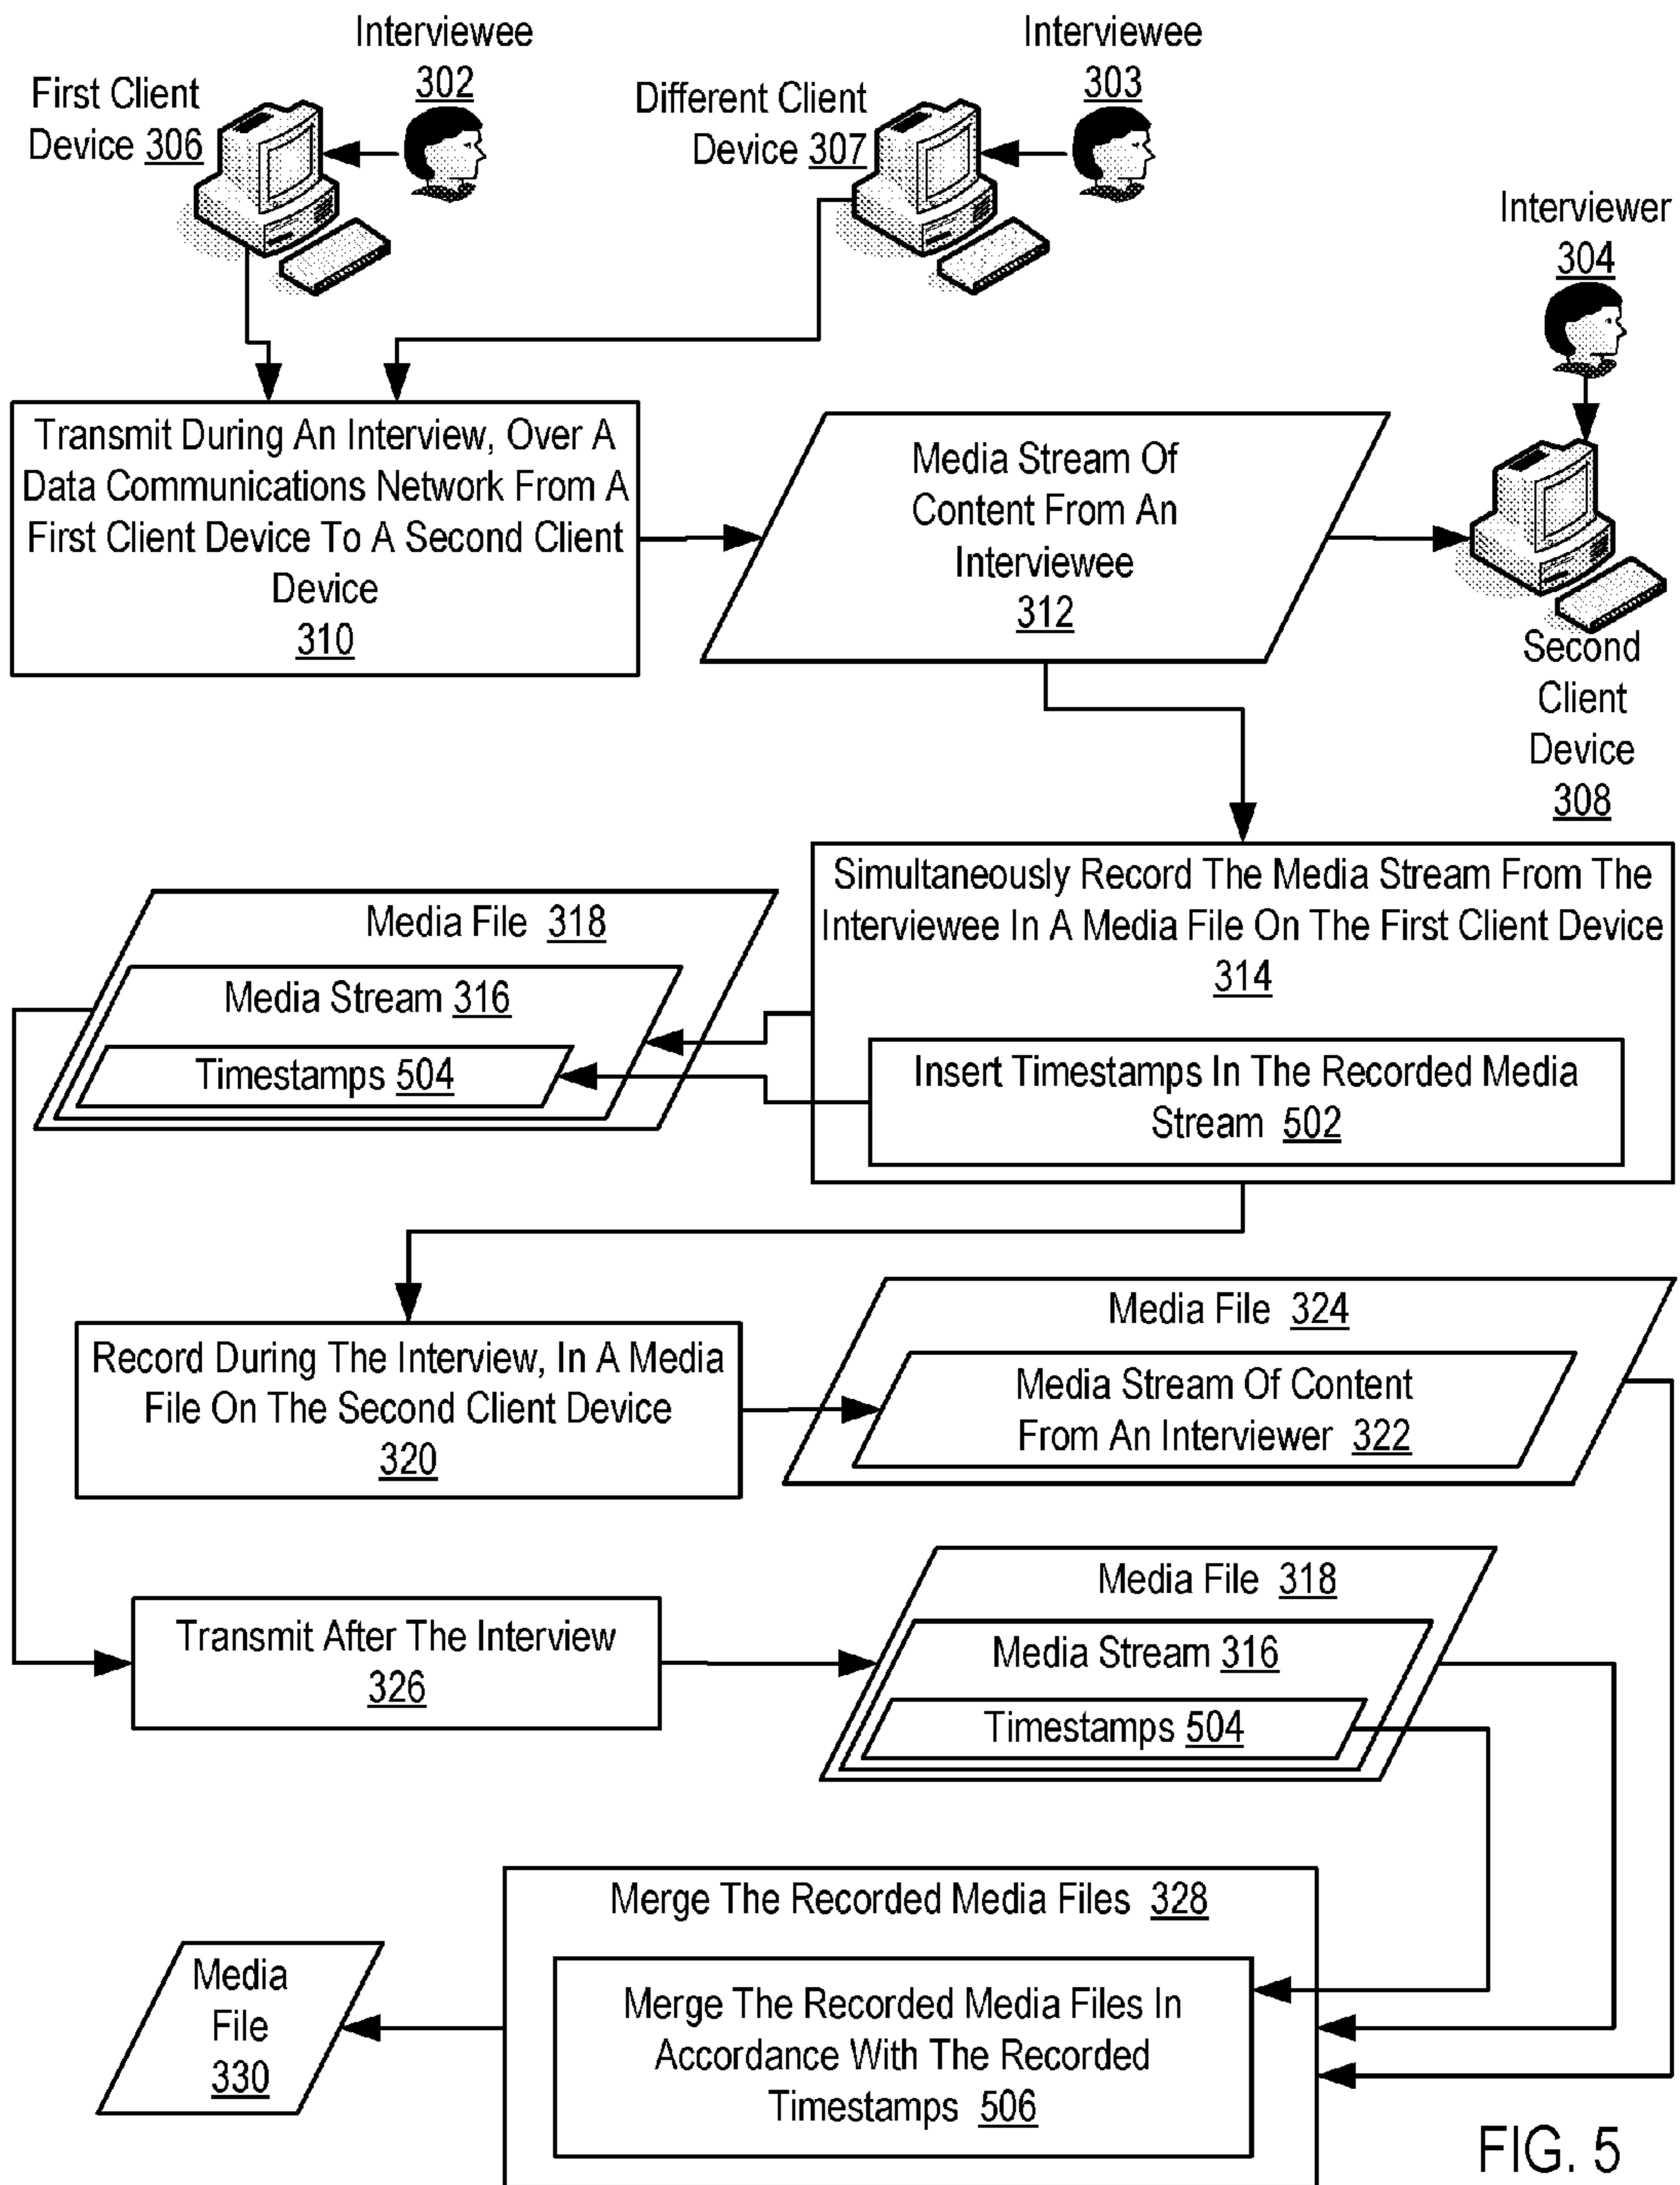 Interviewee
302
First Client
Device 306
Interviewee
303
Different Client
Device 307
Interviewer
304
Transmit During An Interview, Over A
Data Communications Network From A
First Client Device To A Second Client
Device
310
Media Stream Of
Content From An
Interviewee
312
Second
Client
Device
308
Simultaneously Record The Media Stream From The
Interviewee In A Media File On The First Client Device
314
Insert Timestamps In The Recorded Media
Stream 502
Media File 318
Media Stream 316
Timestamps 504
Record During The Interview, In A Media
File On The Second Client Device
320
Media File 324
Media Stream Of Content
From An Interviewer 322
Transmit After The Interview
326
Media File 318
Media Stream 316
Timestamps 504
Merge The Recorded Media Files 328
Merge The Recorded Media Files In
Accordance With The Recorded
Timestamps 506
Media
File
330
FIG. 5